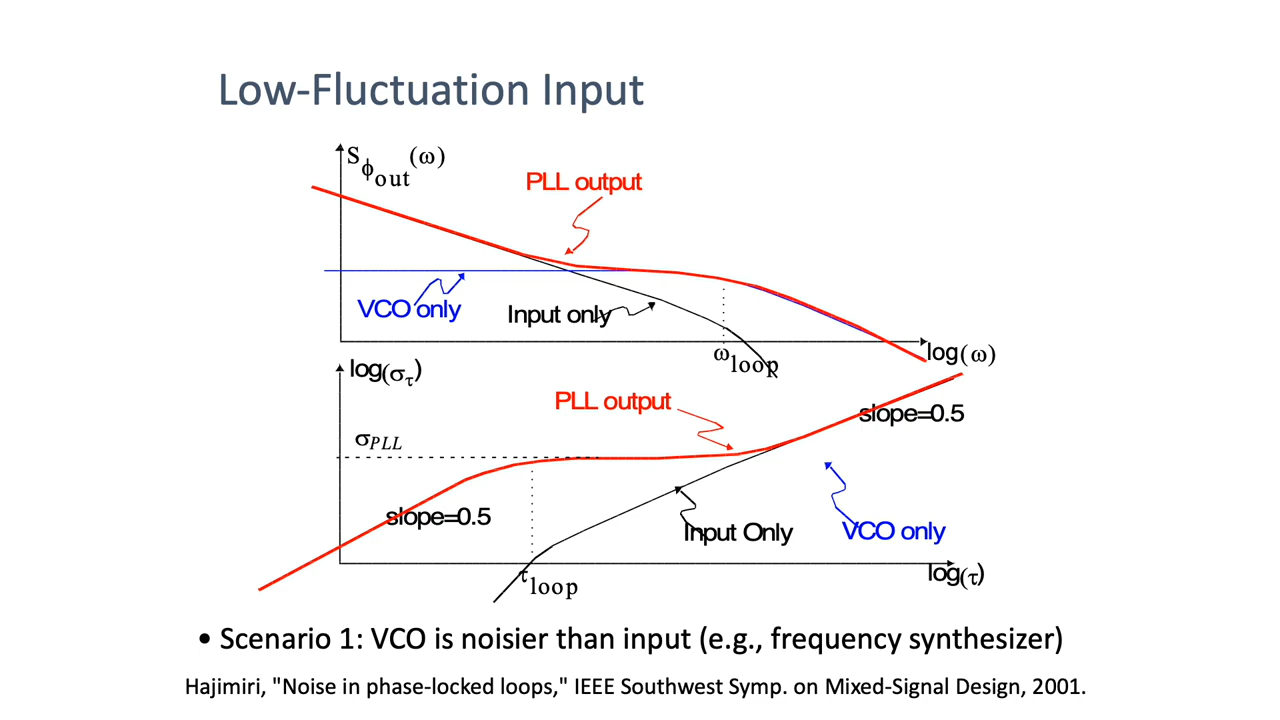 Low-Fluctuation Input
Sϕout(ω)
PLL output
VCO only
Input only
ωloop
log(ω)
log(στ)
PLL output
σPLL
slope=0.5
slope=0.5
Input Only
VCO only
τloop
log(τ)
• Scenario 1: VCO is noisier than input (e.g., frequency synthesizer)
Hajimiri, "Noise in phase-locked loops," IEEE Southwest Symp. on Mixed-Signal Design, 2001.